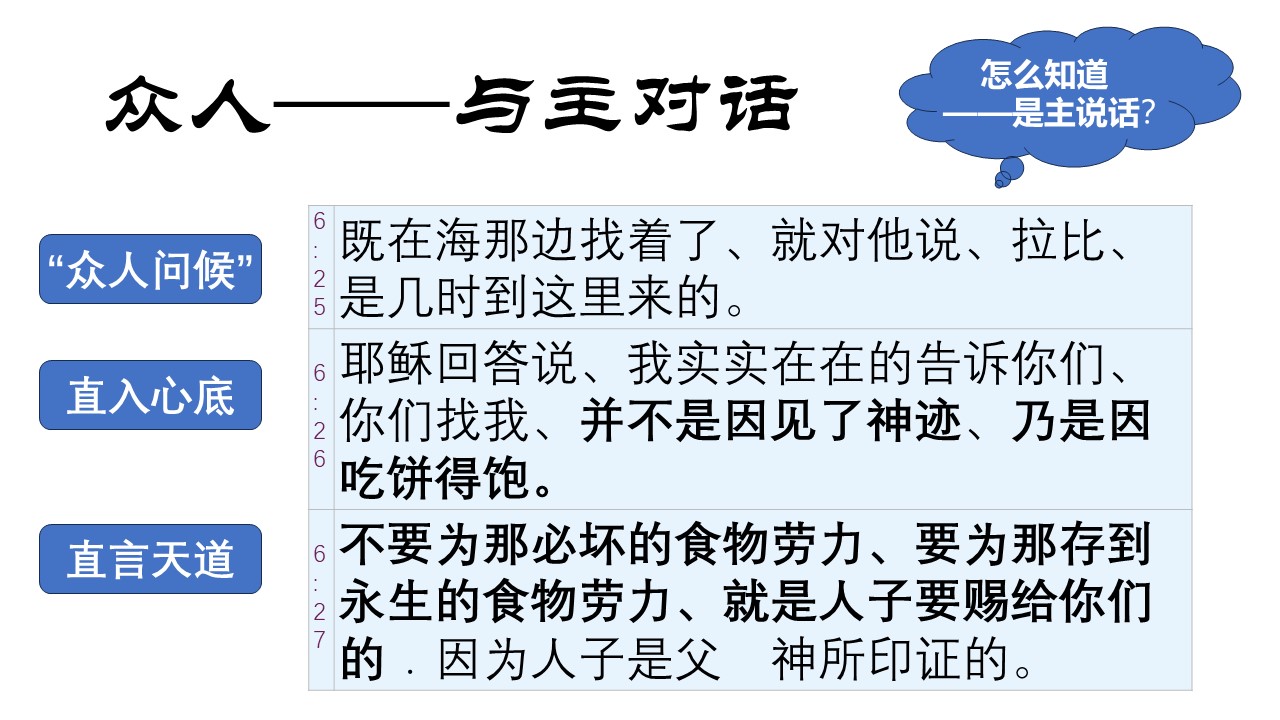 众人——与主对话
怎么知道
——是主说话?
“众人问候”
6:25
既在海那边找着了、就对他说、拉比、
是几时到这里来的。
直入心底
6:26
耶稣回答说、我实实在在的告诉你们、
你们找我、并不是因见了神迹、乃是因
吃饼得饱。
直言天道
6:27
不要为那必坏的食物劳力、要为那存到
永生的食物劳力、就是人子要赐给你们
的．因为人子是父　神所印证的。